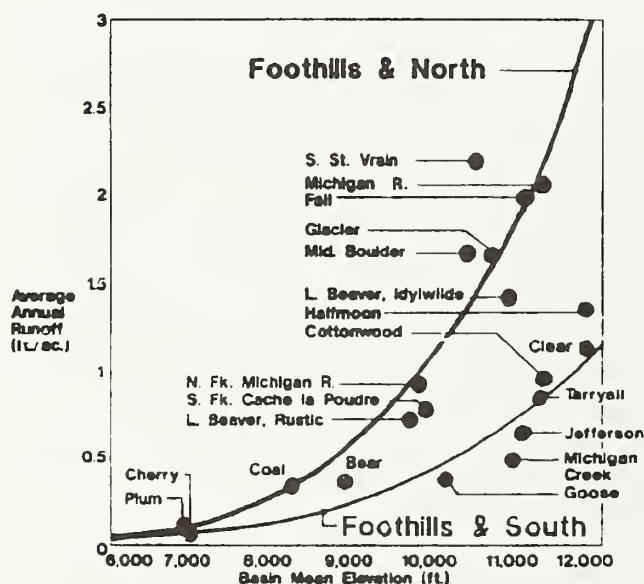 3
Foothills & North
2.5
S. St. Vrain
Michigan R.
Fall
2
Glacier
Mid. Boulder
1.5
L. Beaver, Idylwilde
Halfmoon
Cottonwood
Average
Annual
Runoff
Clear
1
N. Fk. Michigan R.
S. Fk. Cache la Poudre
L. Beaver, Rustic
Tarryall
Jefferson
Cherry
Plum
Coal
Bear
Michigan
Creek
Goose
0.5
Foothills & South
0
6,000 7,000 8,000 9,000 10,000 11,000 12,000
Basin Mean Elevation (ft.)